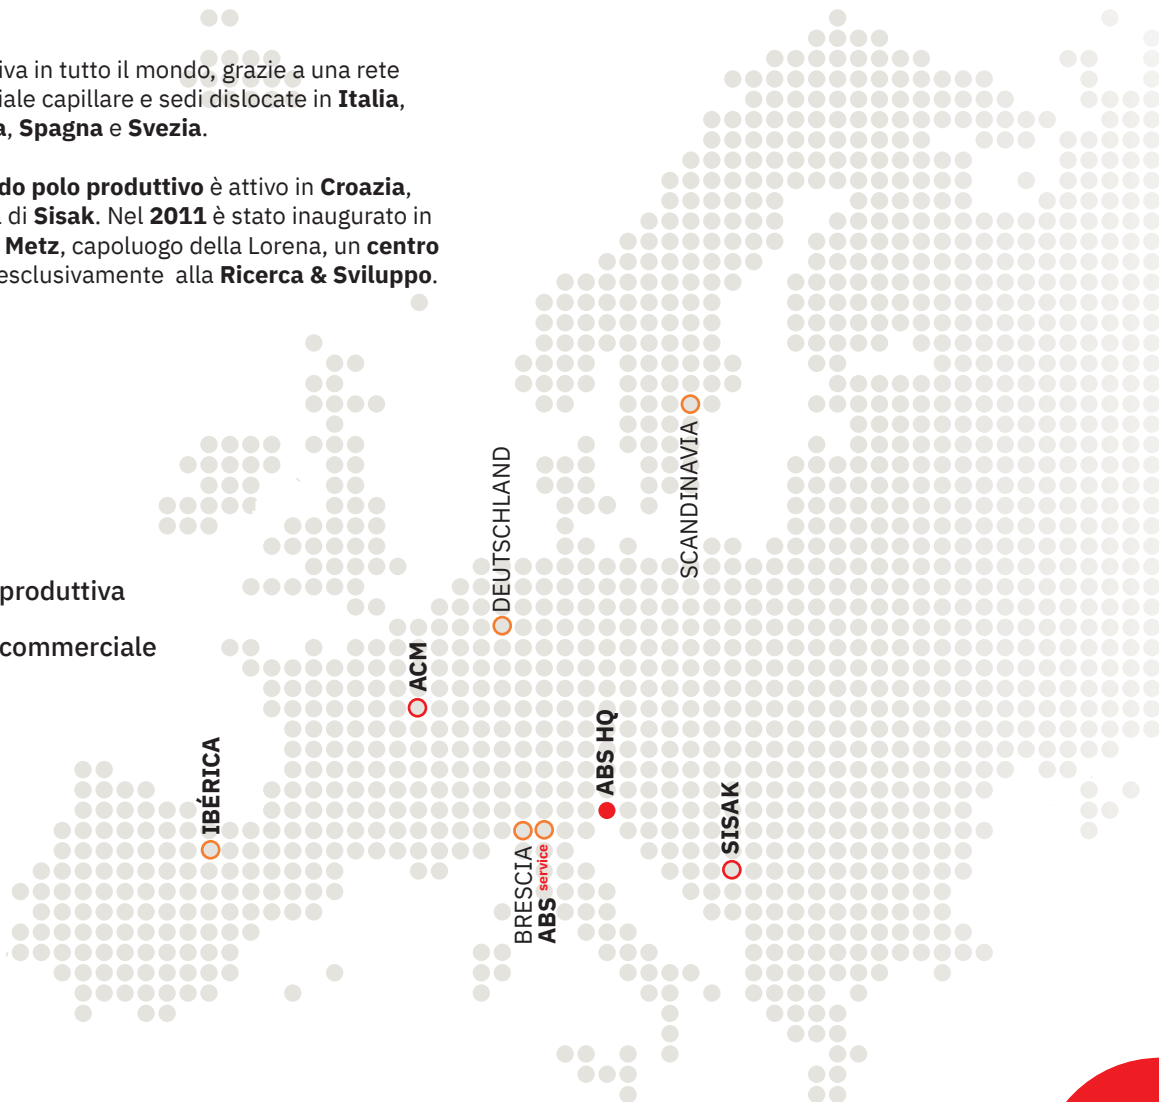 iva in tutto il mondo, grazie a una rete
iale capillare e sedi dislocate in Italia,
a, Spagna e Svezia.
do polo produttivo è attivo in Croazia,
di Sisak. Nel 2011 è stato inaugurato in
Metz, capoluogo della Lorena, un centro
esclusivamente alla Ricerca & Sviluppo.
SCANDINAVIA
DEUTSCHLAND
produttiva
commerciale
ACM
ABS HQ
IBÉRICA
SISAK
BRESCIA
ABS service